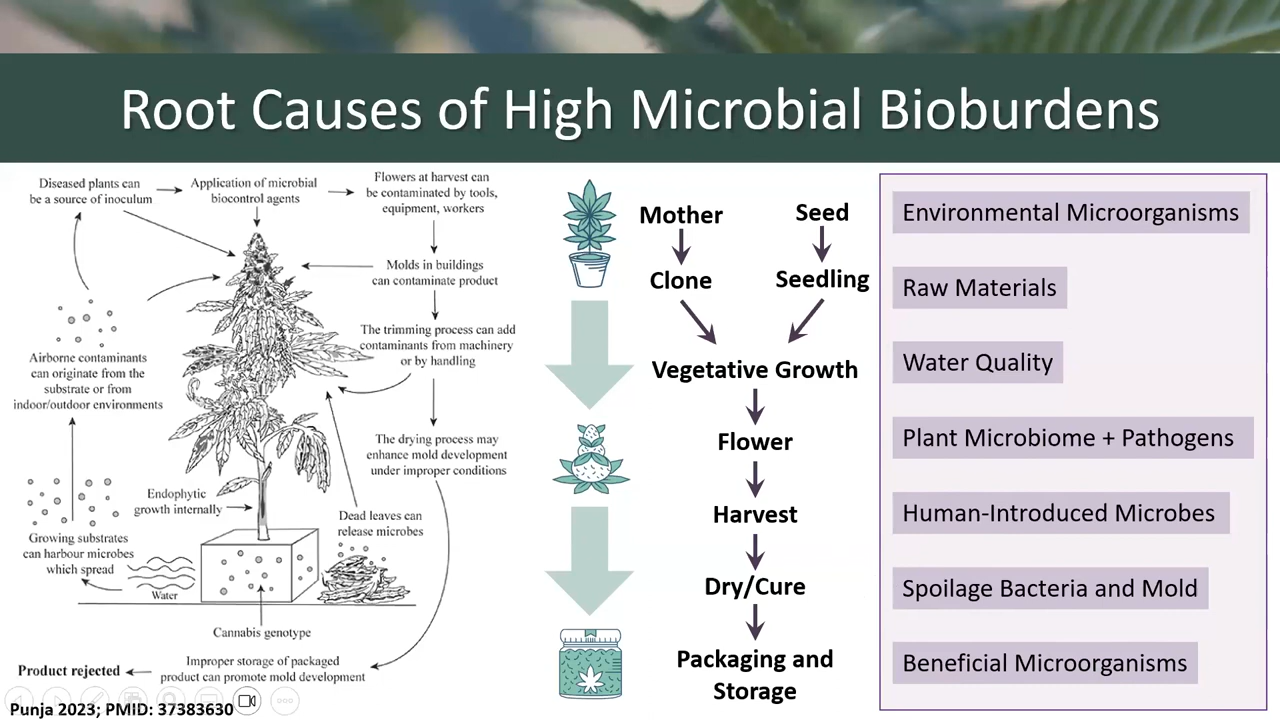 Root Causes of High Microbial Bioburdens
Diseased plants can
be a source of inoculum
Application of microbial
biocontrol agents
Flowers at harvest can
be contaminated by tools,
equipment, workers
Molds in buildings
can contaminate product
The trimming process can add
contaminants from machinery
or by handling
Airborne contaminants
can originate from the
substrate or from
indoor/outdoor environments
The drying process may
enhance mold development
under improper conditions
Endophytic
growth internally
Dead leaves can
release microbes
Growing substrates
can harbour microbes
which spread
Water
Cannabis genotype
Improper storage of packaged
product can promote mold development
Product rejected
Punja 2023; PMID: 37383630
Mother
Seed
Clone
Seedling
Vegetative Growth
Flower
Harvest
Dry/Cure
Packaging and
Storage
Environmental Microorganisms
Raw Materials
Water Quality
Plant Microbiome + Pathogens
Human-Introduced Microbes
Spoilage Bacteria and Mold
Beneficial Microorganisms